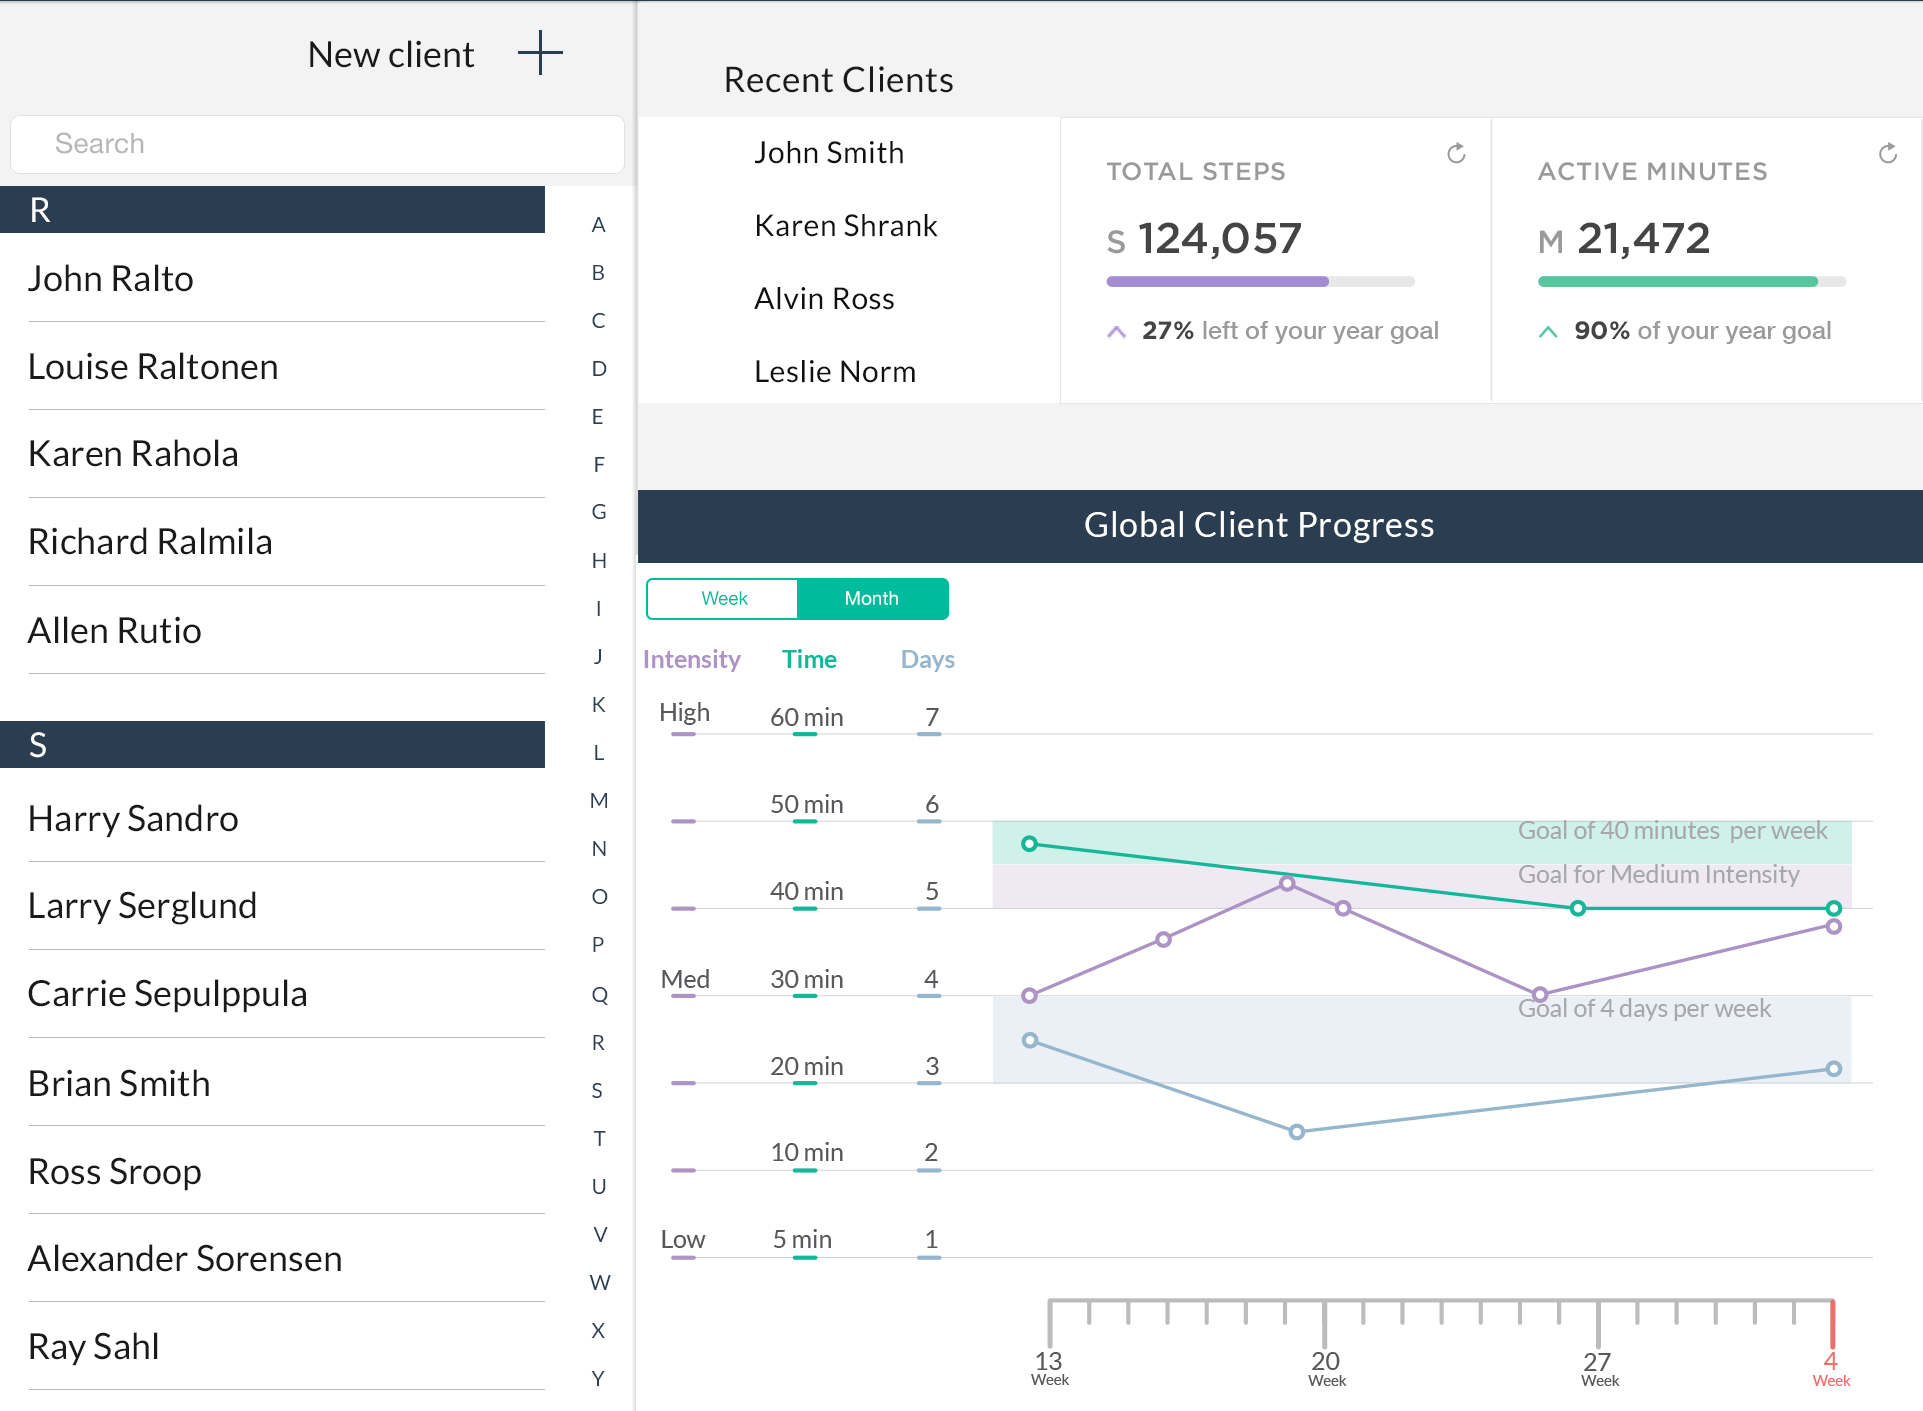 New client
Search
R
John Ralto
Louise Raltonen
Karen Rahola
Richard Ralmila
Allen Rutio
S
Harry Sandro
Larry Serglund
Carrie Sepulppula
Brian Smith
Ross Sroop
Alexander Sorensen
Ray Sahl
A
B
C
D
E
F
G
H
I
J
K
L
M
N
O
P
Q
R
S
T
U
V
W
X
Y
Recent Clients
John Smith
Karen Shrank
Alvin Ross
Leslie Norm
TOTAL STEPS
S 124,057
27% left of your year goal
ACTIVE MINUTES
M 21,472
90% of your year goal
Global Client Progress
Week Month
Intensity Time Days
High 60 min 7
50 min 6
Goal of 40 minutes per week
Goal for Medium Intensity
40 min 5
Med 30 min 4
Goal of 4 days per week
20 min 3
10 min 2
Low 5 min 1
13 20 27 4
Week Week Week Week